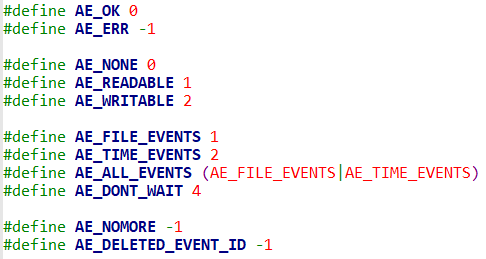 #define AE_OK 0
#define AE_ERR -1
#define AE_NONE 0
#define AE_READABLE 1
#define AE_WRITABLE 2
#define AE_FILE_EVENTS 1
#define AE_TIME_EVENTS 2
#define AE_ALL_EVENTS (AE_FILE_EVENTS|AE_TIME_EVENTS)
#define AE_DONT_WAIT 4
#define AE_NOMORE -1
#define AE_DELETED_EVENT_ID -1